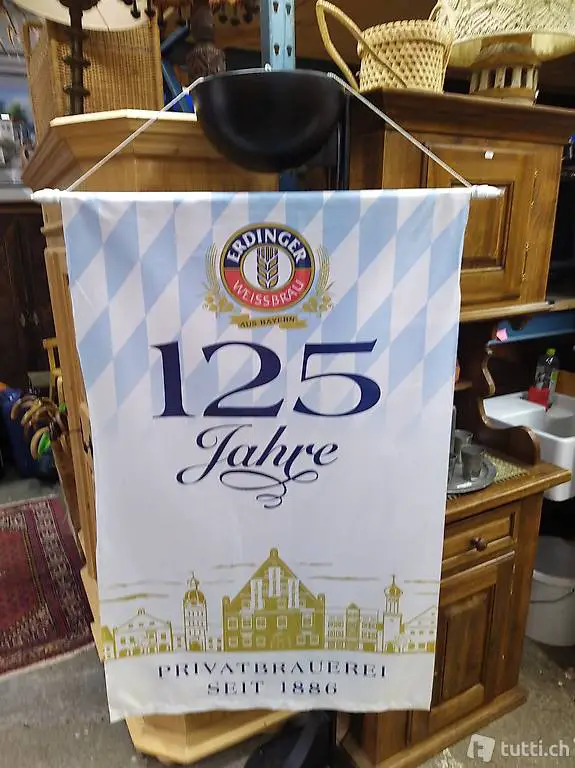 ERDINGER
WEISSBRÄU
AUS BAYERN
125
Jahre
PRIVATBRAUEREI
SEIT 1886
tutti.ch